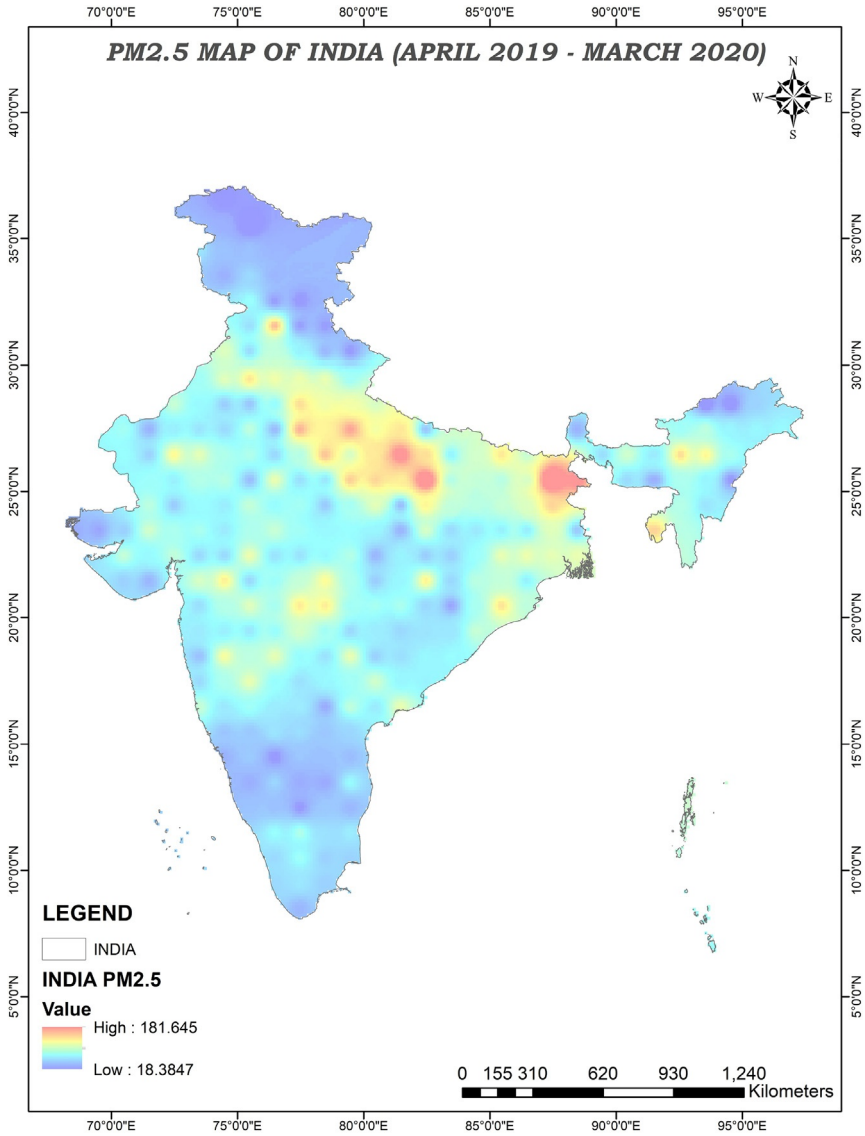 70°0'0"E 75°0'0"E 80°0'0"E 85°0'0"E 90°0'0"E 95°0'0"E
PM2.5 MAP OF INDIA (APRIL 2019 - MARCH 2020)
N
W E
S
40°0'0"N 40°0'0"N
35°0'0"N 35°0'0"N
30°0'0"N 30°0'0"N
25°0'0"N 25°0'0"N
20°0'0"N 20°0'0"N
15°0'0"N 15°0'0"N
10°0'0"N 10°0'0"N
5°0'0"N 5°0'0"N
LEGEND
INDIA
INDIA PM2.5
Value
High : 181.645
Low : 18.3847
0 155 310 620 930 1,240
Kilometers
70°0'0"E 75°0'0"E 80°0'0"E 85°0'0"E 90°0'0"E 95°0'0"E